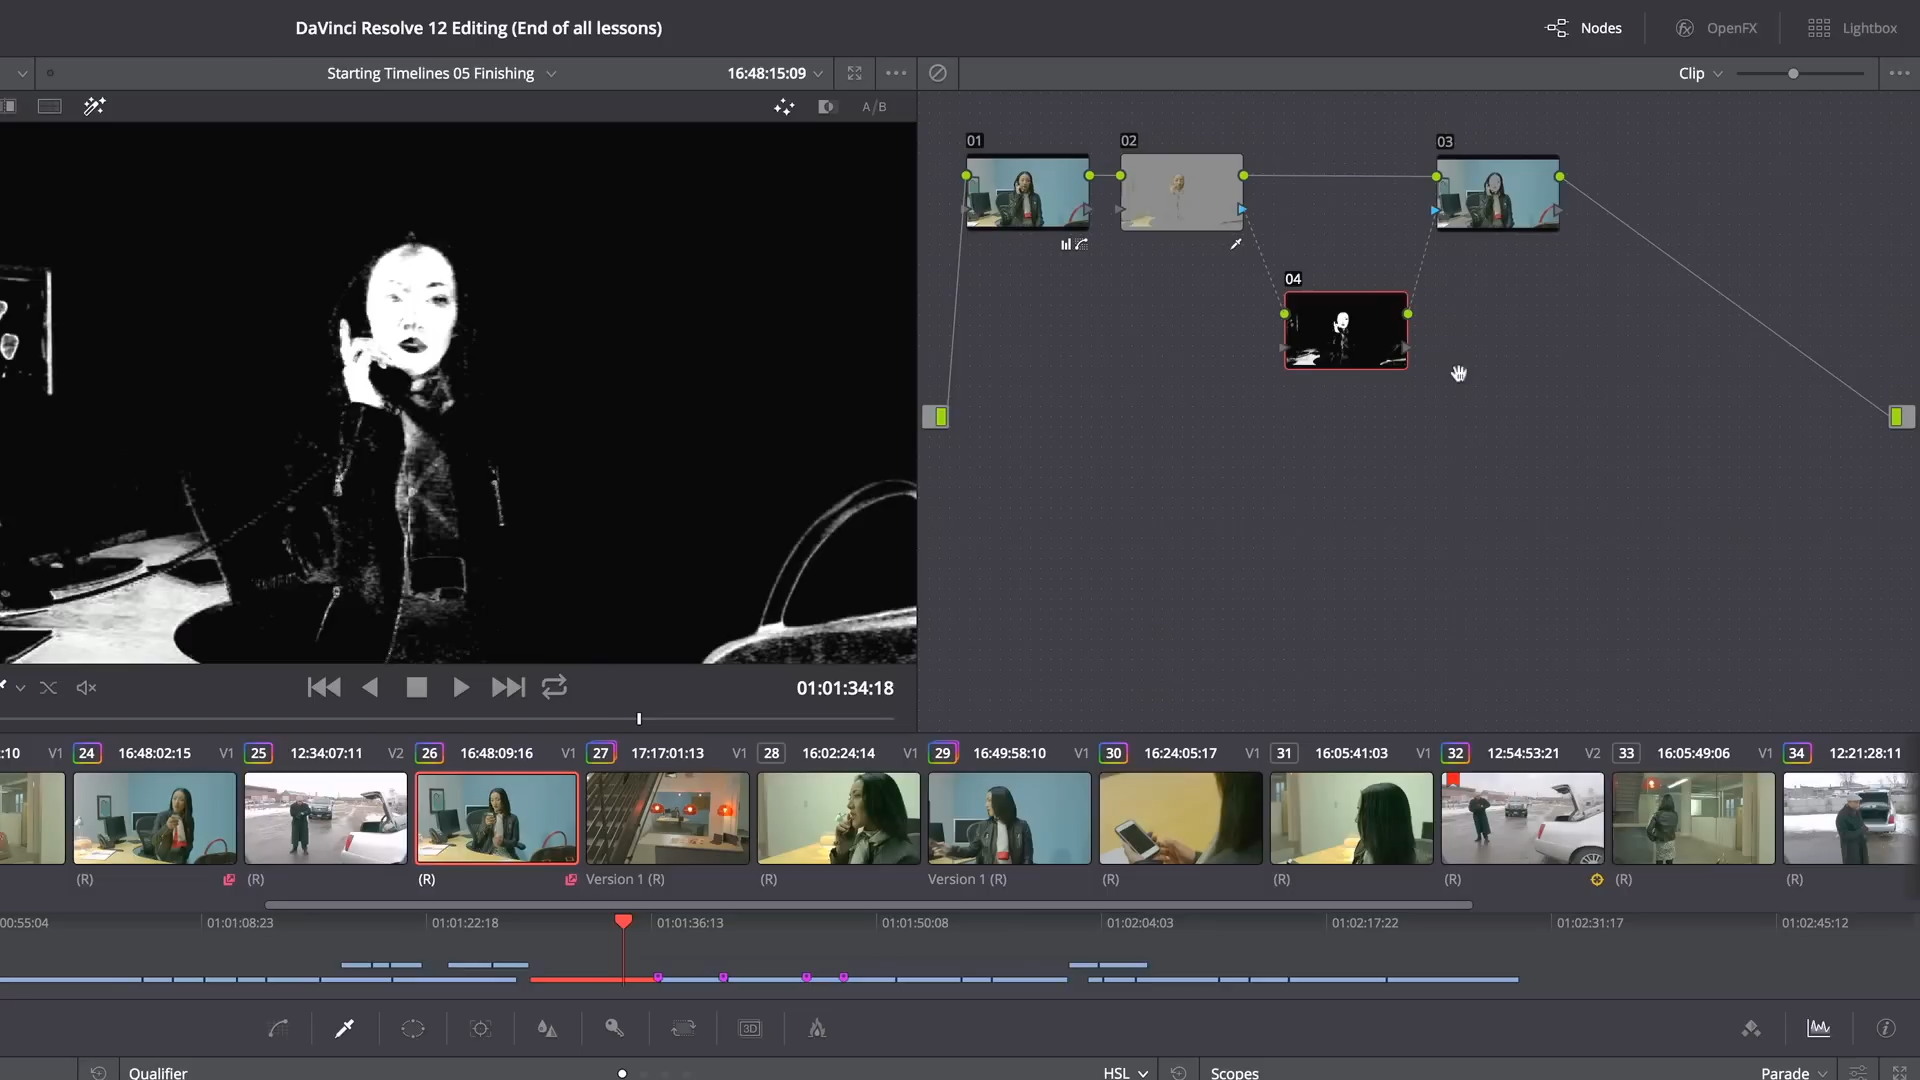 DaVinci Resolve 12 Editing (End of all lessons)
Nodes
OpenFX
Lightbox
Starting Timelines 05 Finishing
16:48:15:09
Clip
A/B
01
02
03
04
01:01:34:18
:10 V1
24 16:48:02:15 V1
25 12:34:07:11 V2
26 16:48:09:16 V1
27 17:17:01:13 V1
28 16:02:24:14 V1
29 16:49:58:10 V1
30 16:24:05:17 V1
31 16:05:41:03 V1
32 12:54:53:21 V2
33 16:05:49:06 V1
34 12:21:28:11
(R) (R) (R) Version 1 (R) (R) Version 1 (R) (R) (R) (R) (R) (R)
00:55:04 01:01:08:23 01:01:22:18 01:01:36:13 01:01:50:08 01:02:04:03 01:02:17:22 01:02:31:17 01:02:45:12
3D
Qualifier
HSL
Scopes
Parade